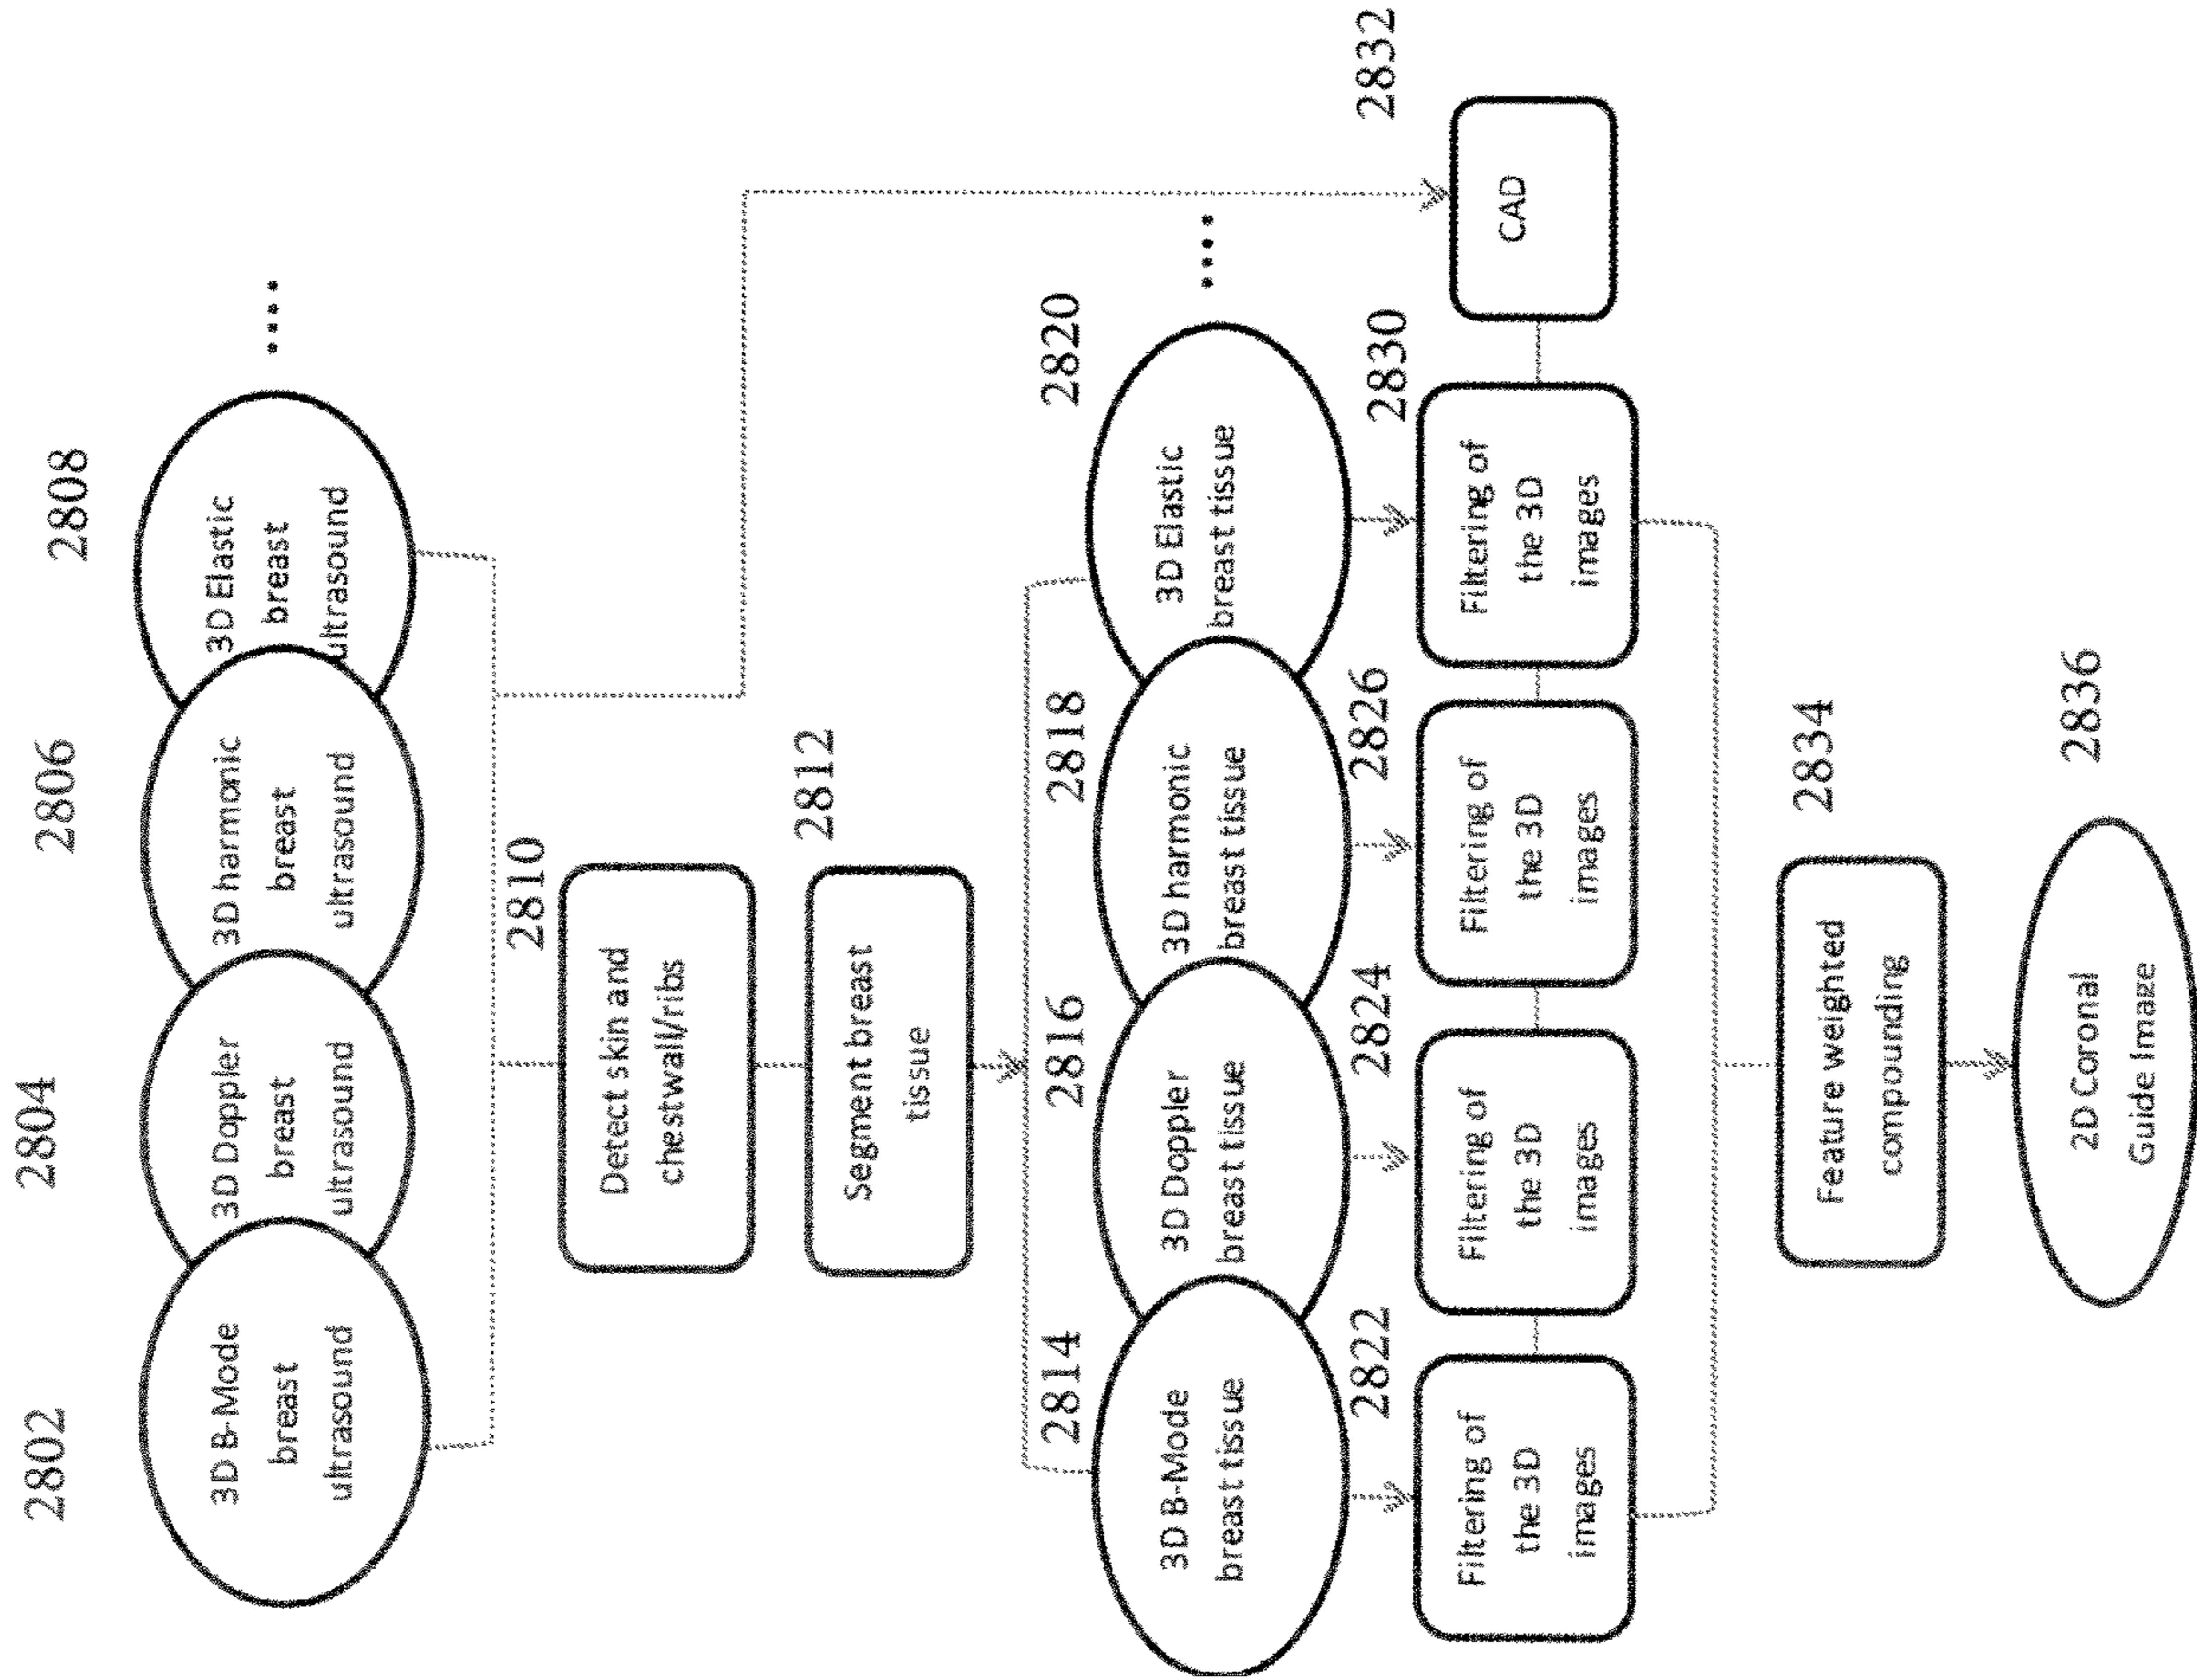 2802
2804
2806
2808
3D B-Mode
breast
ultrasound
3D Doppler
breast
ultrasound
3D harmonic
breast
ultrasound
3D Elastic
breast
ultrasound
....
2810
Detect skin and
chestwall/ribs
2812
Segment breast
tissue
2814
2816
2818
2820
3D B-Mode
breast tissue
3D Doppler
breast tissue
3D harmonic
breast tissue
3D Elastic
breast tissue
....
2822
2824
2826
2830
2832
Filtering of
the 3D
images
Filtering of
the 3D
images
Filtering of
the 3D
images
Filtering of
the 3D
images
CAD
2834
Feature weighted
compounding
2836
2D Coronal
Guide Image